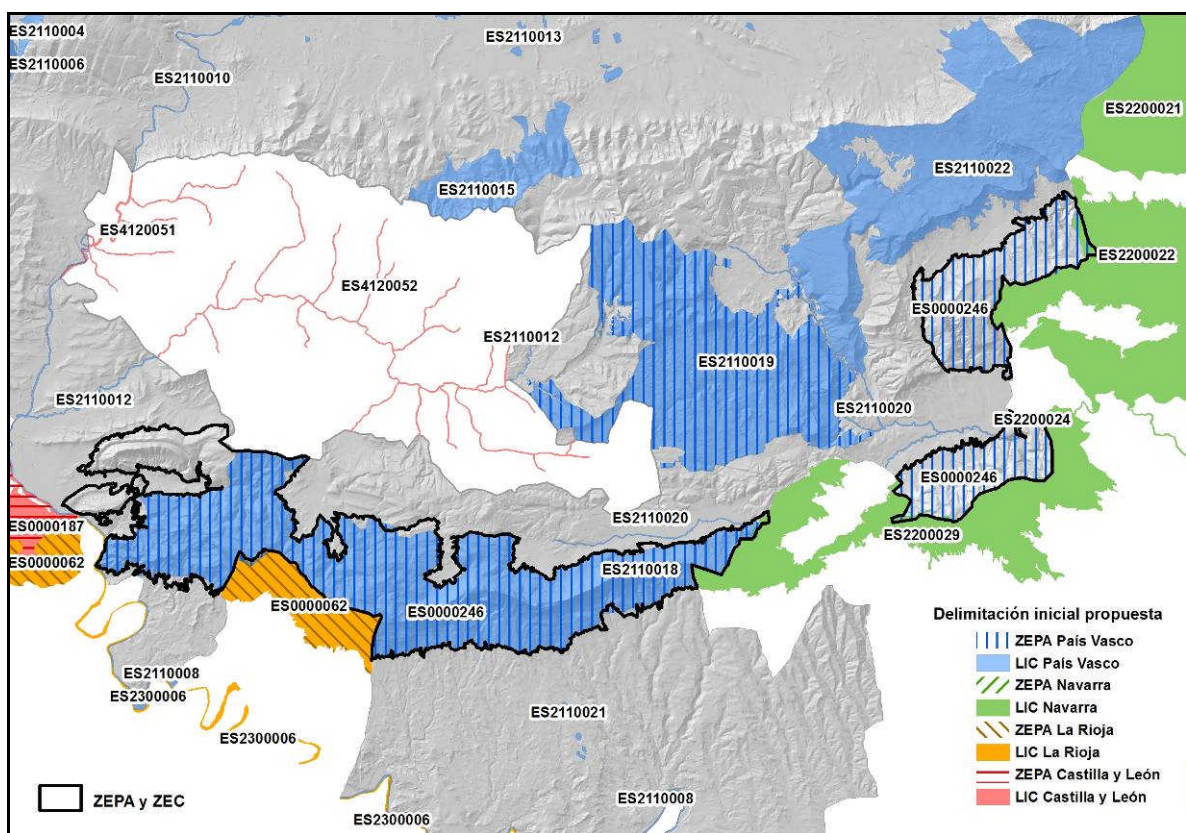 ES2110004
ES2110013
ES2110006
ES2110010
ES2200021
ES2110022
ES2110015
ES4120051
ES2200022
ES4120052
ES0000246
ES2110012
ES2110019
ES2110012
ES2110020
ES2200024
ES0000246
ES2110020
ES0000187
ES2200029
ES0000062
ES2110018
ES0000062
ES0000246
ES2110008
ES2300006
ES2110021
ES2300006
ES2110008
ES2300006
Delimitación inicial propuesta
ZEPA País Vasco
LIC País Vasco
ZEPA Navarra
LIC Navarra
ZEPA La Rioja
LIC La Rioja
ZEPA Castilla y León
LIC Castilla y León
ZEPA y ZEC